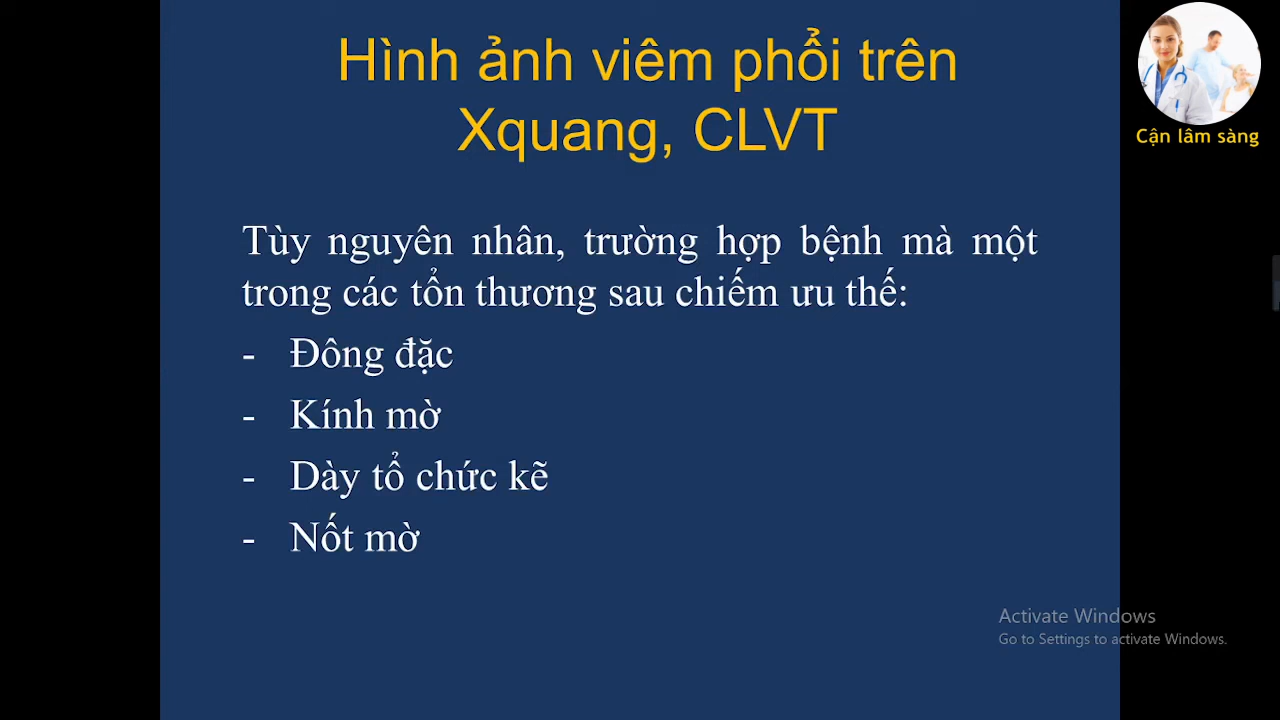 Hình ảnh viêm phổi trên
Xquang, CLVT
Cận lâm sàng
Tùy nguyên nhân, trường hợp bệnh mà một
trong các tổn thương sau chiếm ưu thế:
- Đông đặc
- Kính mờ
- Dày tổ chức kẽ
- Nốt mờ
Activate Windows
Go to Settings to activate Windows.